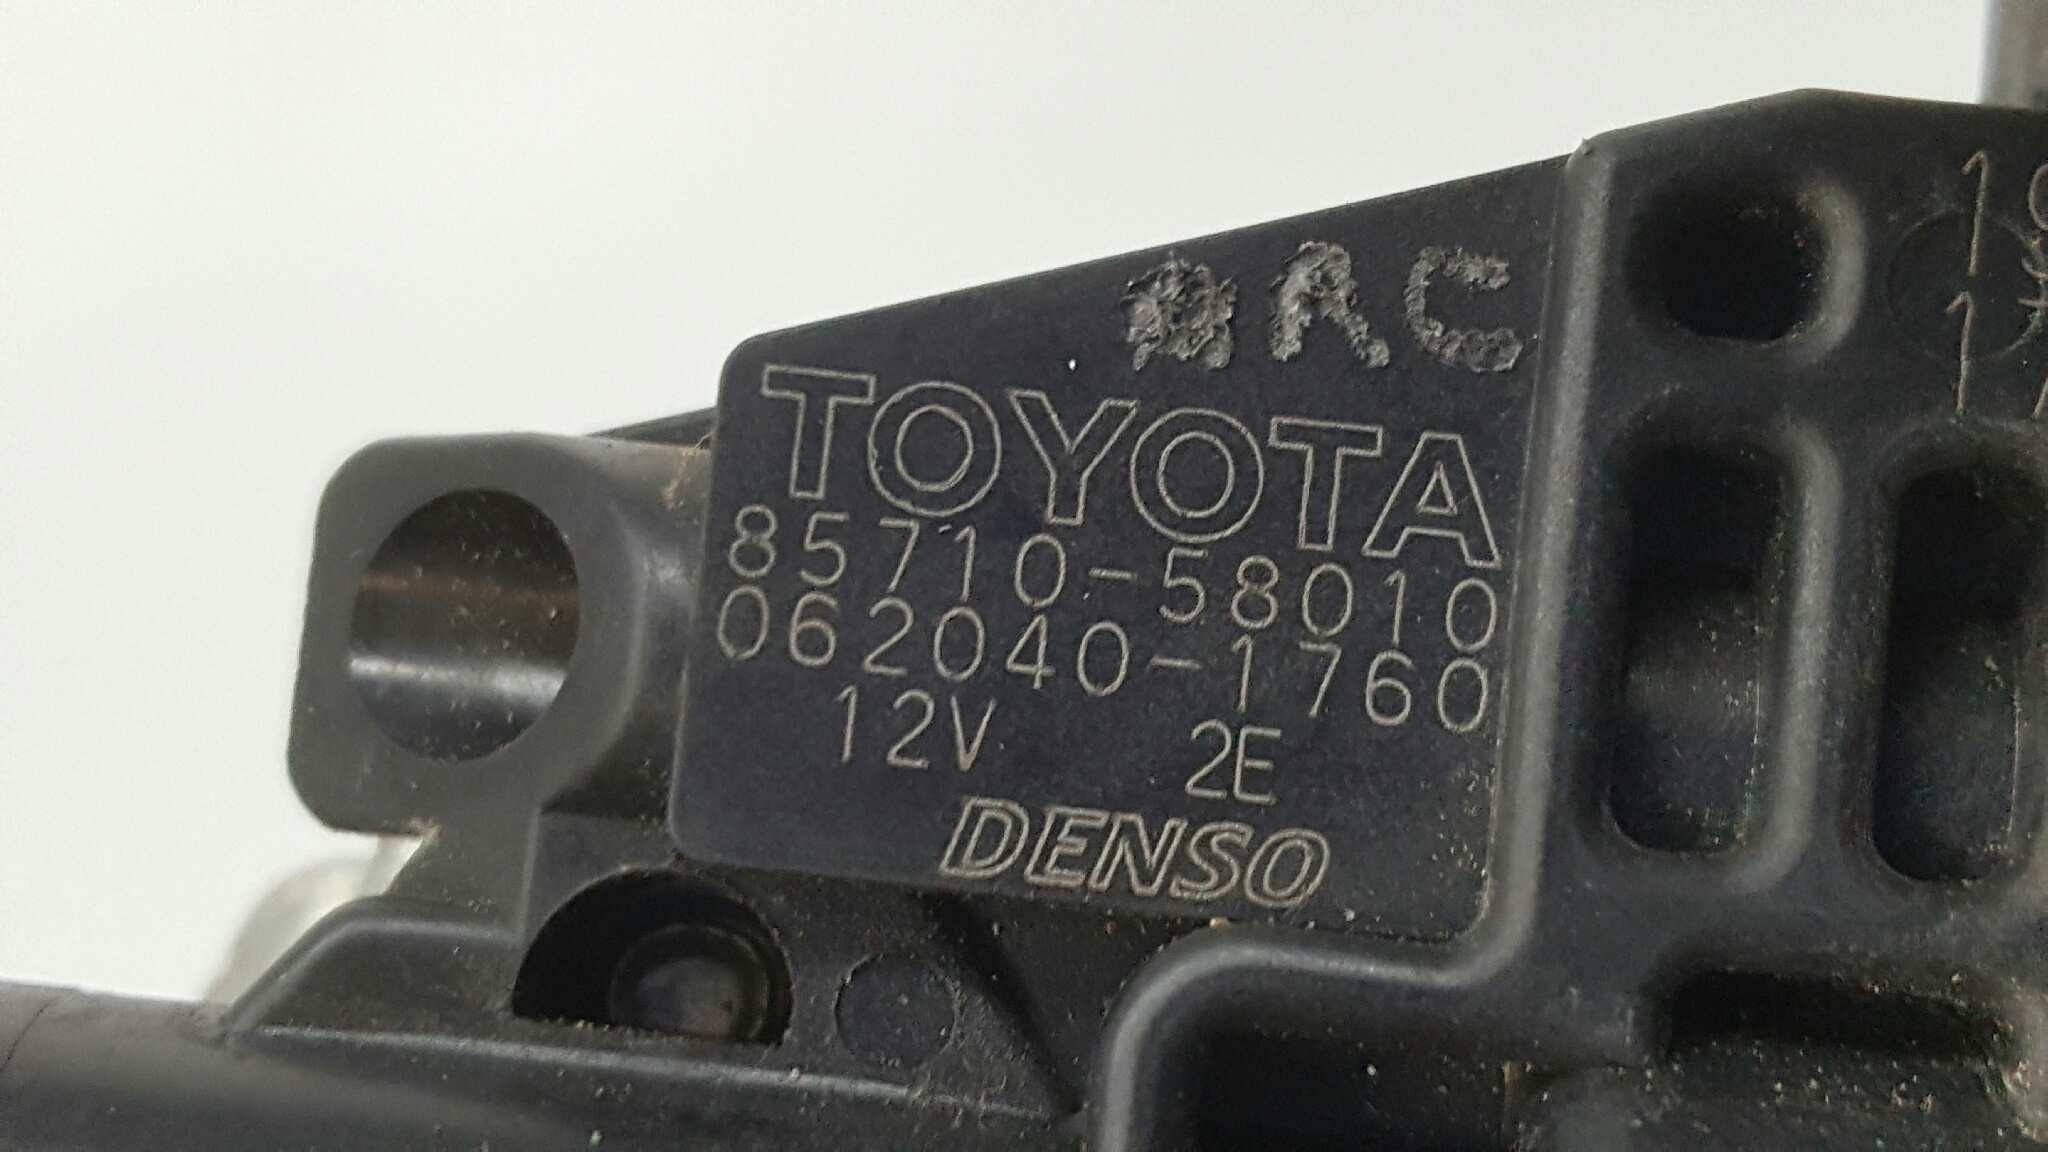 RC
TOYOTA
85710-58010
062040-1760
12V 2E
DENSO